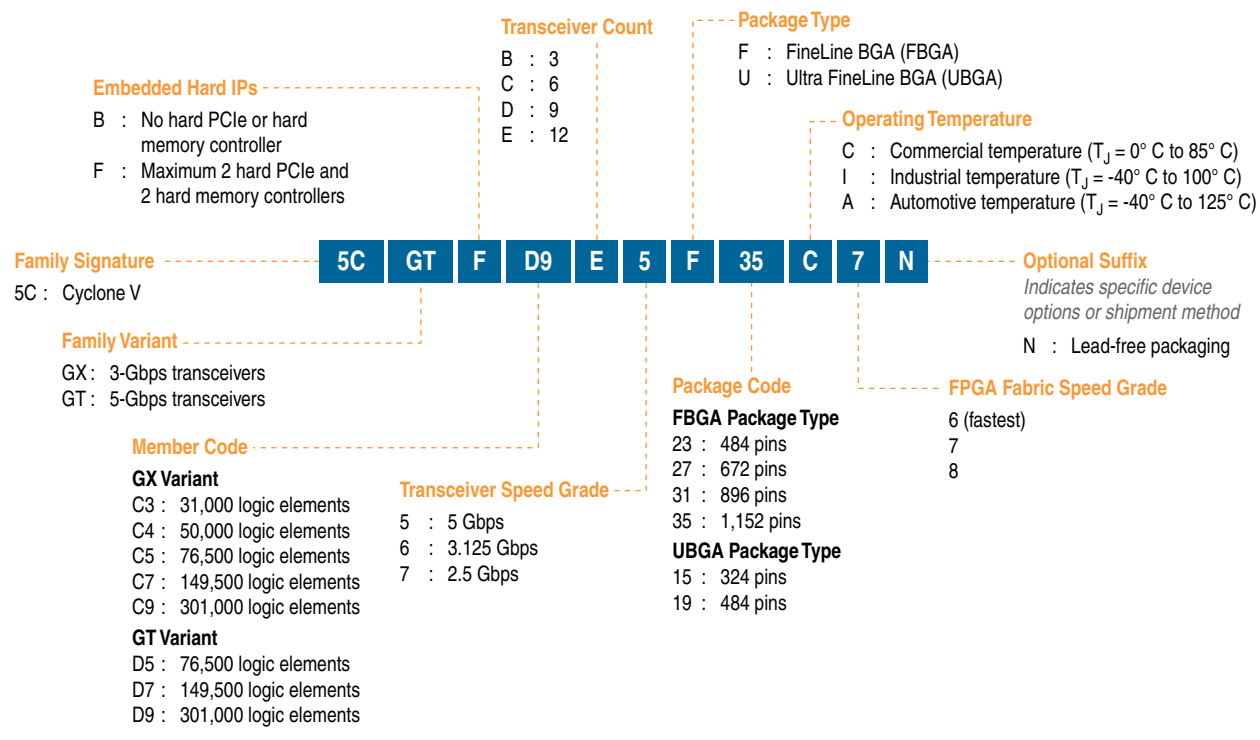 Transceiver Count
B : 3
C : 6
D : 9
E : 12
Package Type
F : FineLine BGA (FBGA)
U : Ultra FineLine BGA (UBGA)
Embedded Hard IPs
B : No hard PCIe or hard
memory controller
F : Maximum 2 hard PCIe and
2 hard memory controllers
Operating Temperature
C : Commercial temperature (TJ = 0° C to 85° C)
I : Industrial temperature (TJ = -40° C to 100° C)
A : Automotive temperature (TJ = -40° C to 125° C)
Family Signature
5C : Cyclone V
5C GT F D9 E 5 F 35 C 7 N
Optional Suffix
Indicates specific device
options or shipment method
N : Lead-free packaging
Family Variant
GX : 3-Gbps transceivers
GT : 5-Gbps transceivers
Member Code
GX Variant
C3 : 31,000 logic elements
C4 : 50,000 logic elements
C5 : 76,500 logic elements
C7 : 149,500 logic elements
C9 : 301,000 logic elements
GT Variant
D5 : 76,500 logic elements
D7 : 149,500 logic elements
D9 : 301,000 logic elements
Transceiver Speed Grade
5 : 5 Gbps
6 : 3.125 Gbps
7 : 2.5 Gbps
Package Code
FBGA Package Type
23 : 484 pins
27 : 672 pins
31 : 896 pins
35 : 1,152 pins
UBGA Package Type
15 : 324 pins
19 : 484 pins
FPGA Fabric Speed Grade
6 (fastest)
7
8